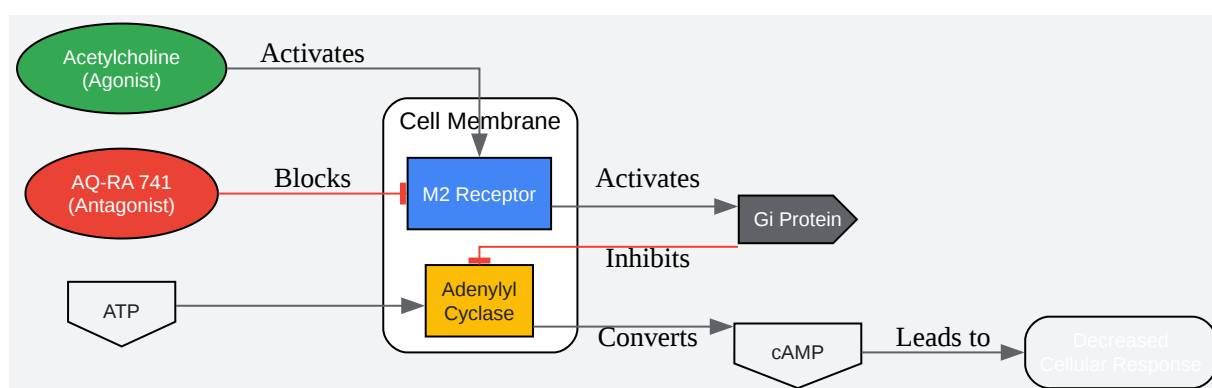 Acetylcholine
(Agonist)
Activates
Cell Membrane
AQ-RA 741
(Antagonist)
Blocks
M2 Receptor
Activates
Gi Protein
Inhibits
ATP
Adenylyl
Cyclase
Converts
cAMP
Leads to
Decreased
Cellular Response